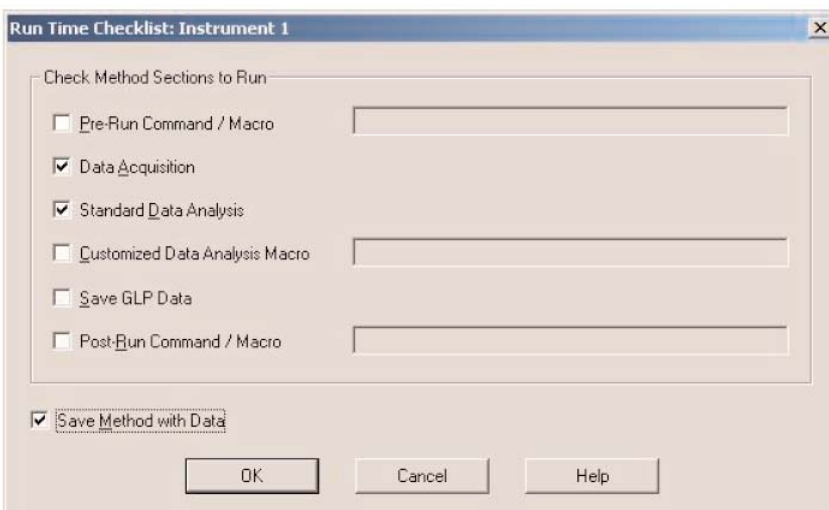 Run Time Checklist: Instrument 1
Check Method Sections to Run
Pre-Run Command / Macro
Data Acquisition
Standard Data Analysis
Customized Data Analysis Macro
Save GLP Data
Post-Run Command / Macro
Save Method with Data
OK Cancel Help